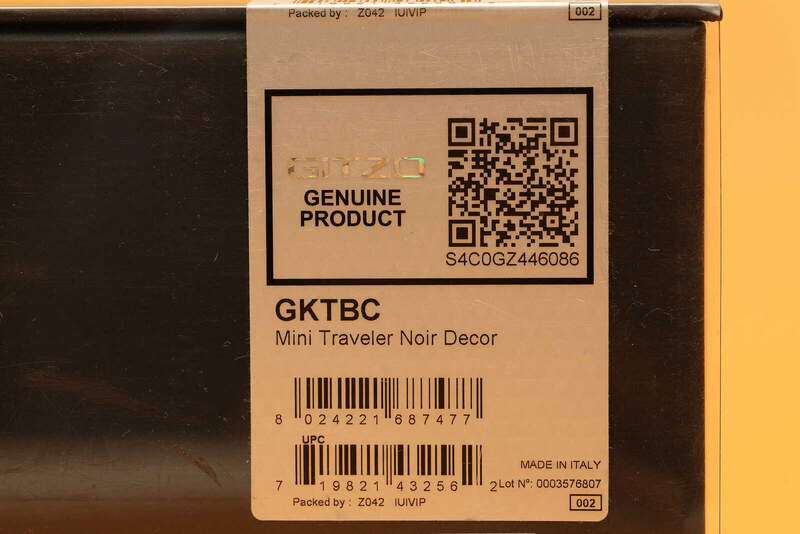 Packed by : Z042 IUIVIP 002
GITZO
GENUINE
PRODUCT
S4C0GZ446086
GKTBC
Mini Traveler Noir Decor
8 024221 687477
UPC
7 19821 43256 2
MADE IN ITALY
Lot N°: 0003576807
Packed by : Z042 IUIVIP 002